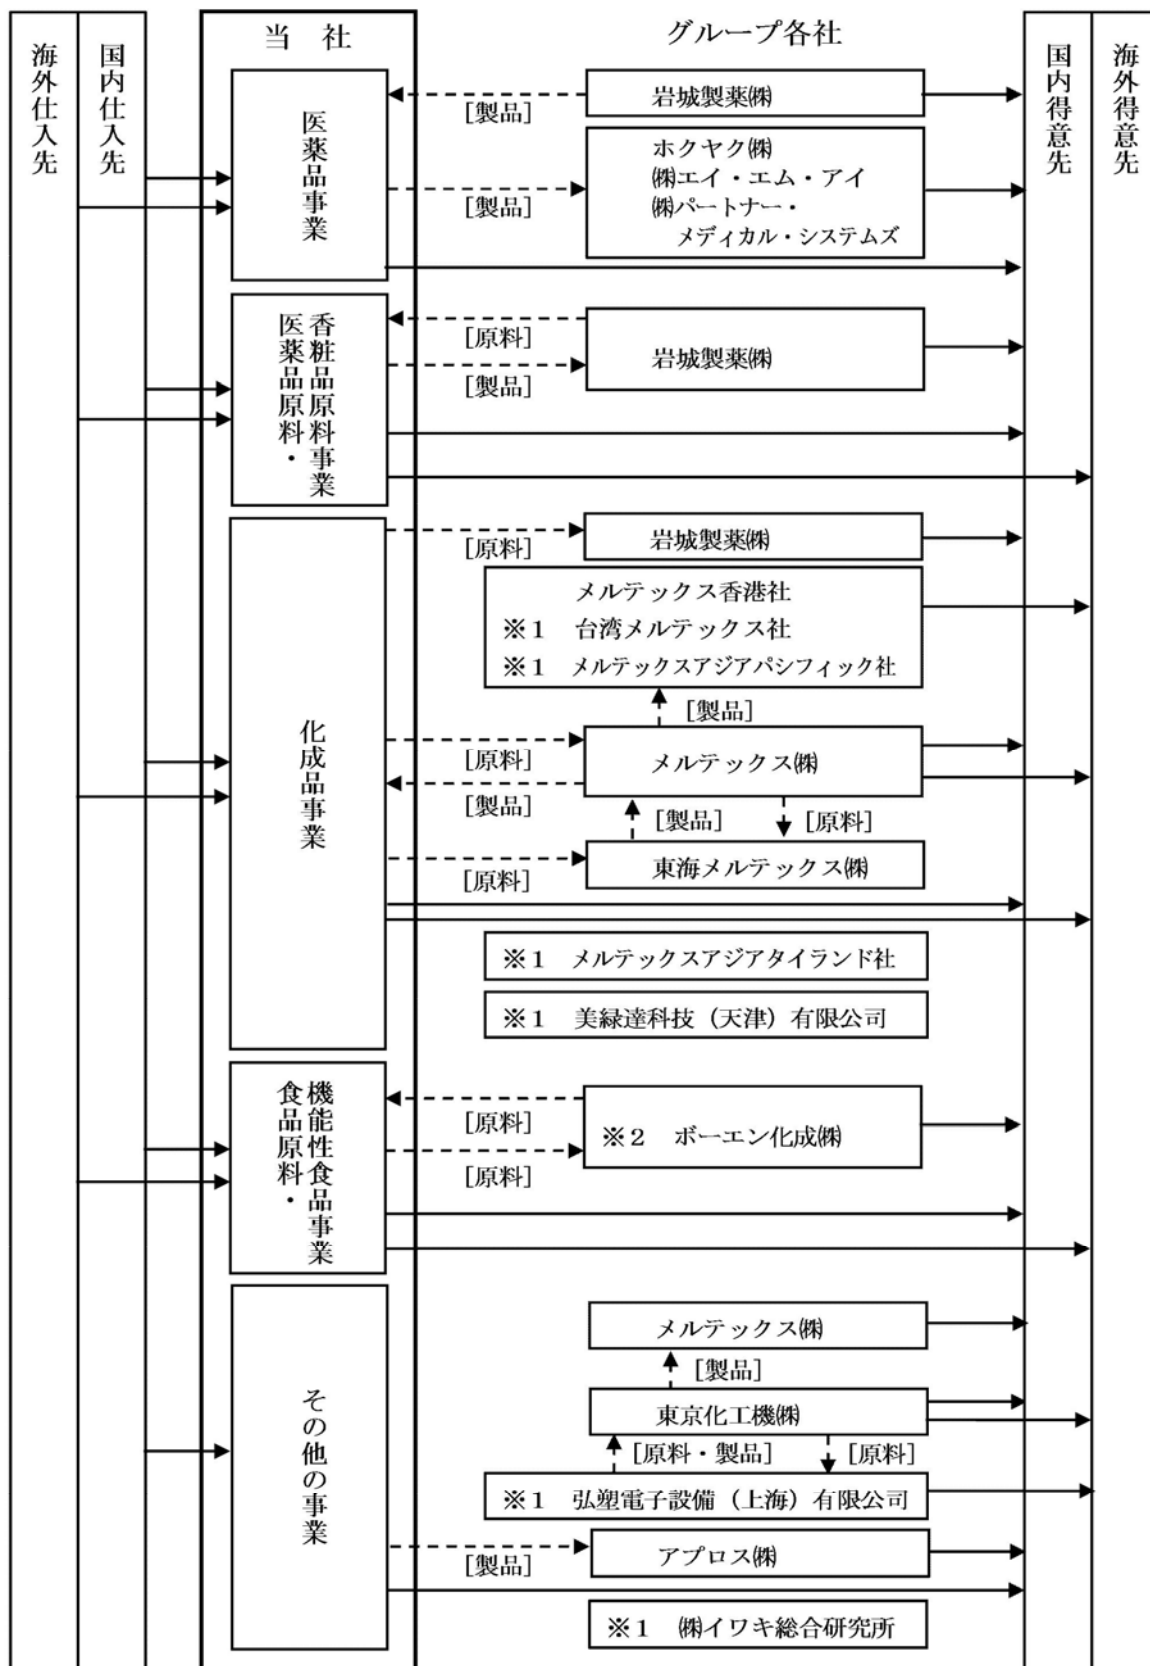 海外仕入先
国内仕入先
当 社
グループ各社
国内得意先
海外得意先
医薬品事業
岩城製薬㈱
[製品]
ホクヤク㈱
㈱エイ・エム・アイ
㈱パートナー・
メディカル・システムズ
[製品]
香粧品原料事業
医薬品原料・
[原料]
岩城製薬㈱
[製品]
化成品事業
岩城製薬㈱
[原料]
メルテックス香港社
※1 台湾メルテックス社
※1 メルテックスアジアパシフィック社
[製品]
[原料]
メルテックス㈱
[製品]
[製品]
[原料]
東海メルテックス㈱
[原料]
※1 メルテックスアジアタイランド社
※1 美緑達科技（天津）有限公司
機能性食品事業
食品原料・
[原料]
※2 ボーエン化成㈱
[原料]
その他の事業
メルテックス㈱
[製品]
東京化工機㈱
[原料・製品]
[原料]
※1 弘塑電子設備（上海）有限公司
アプロス㈱
[製品]
※1 ㈱イワキ総合研究所